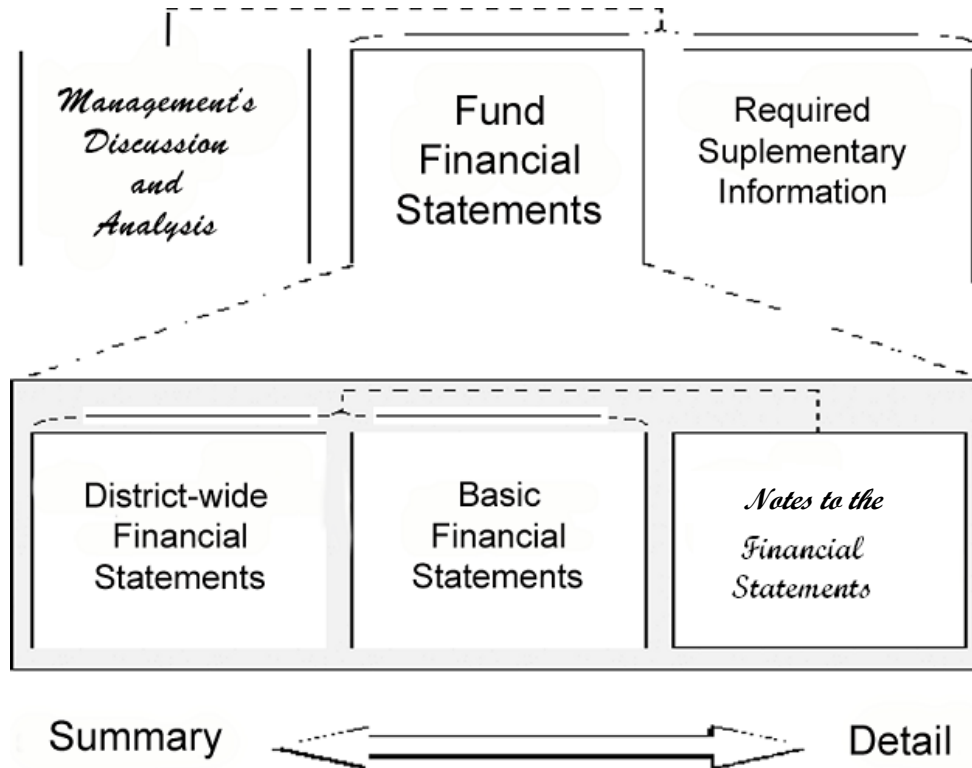 Management's
Discussion
and
Analysis
Fund
Financial
Statements
Required
Suplementary
Information
District-wide
Financial
Statements
Basic
Financial
Statements
Notes to the
Financial
Statements
Summary
Detail